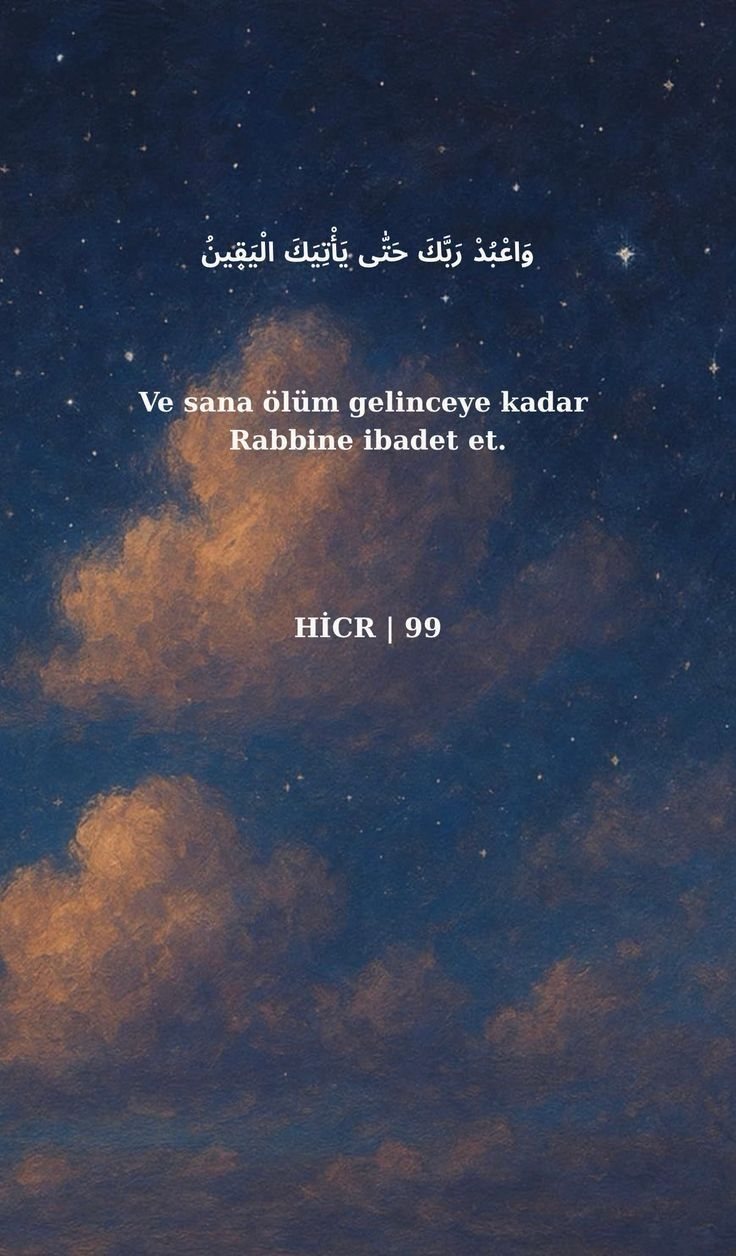 وَاعْبُدْ رَبَّكَ حَتّٰى يَأْتِيَكَ الْيَق۪ينُ
Ve sana ölüm gelinceye kadar
Rabbine ibadet et.
HİCR | 99